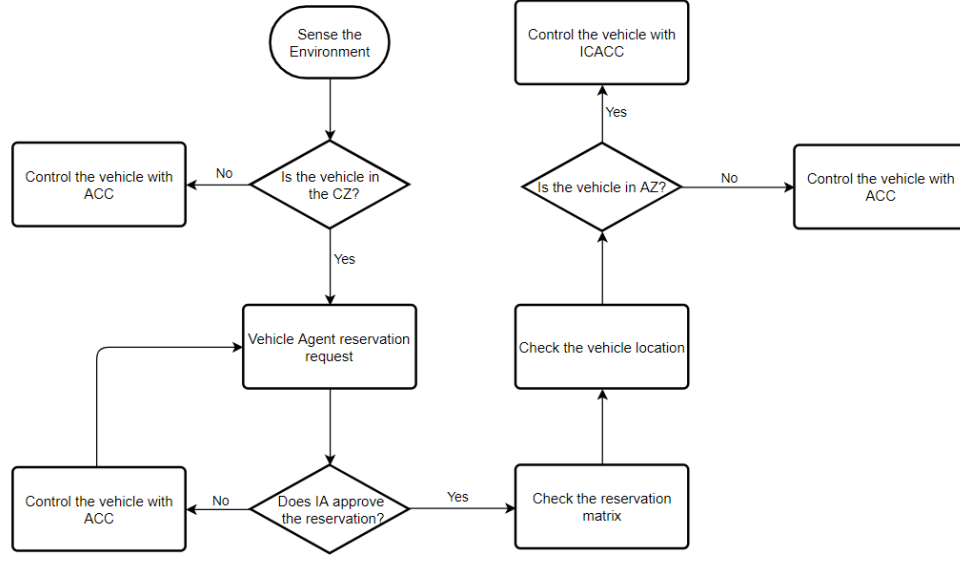 Sense the
Environment
Is the vehicle in
the CZ?
No
Control the vehicle with
ACC
Yes
Vehicle Agent reservation
request
Does IA approve
the reservation?
No
Control the vehicle with
ACC
Yes
Check the reservation
matrix
Check the vehicle location
Is the vehicle in AZ?
No
Control the vehicle with
ACC
Yes
Control the vehicle with
ICACC